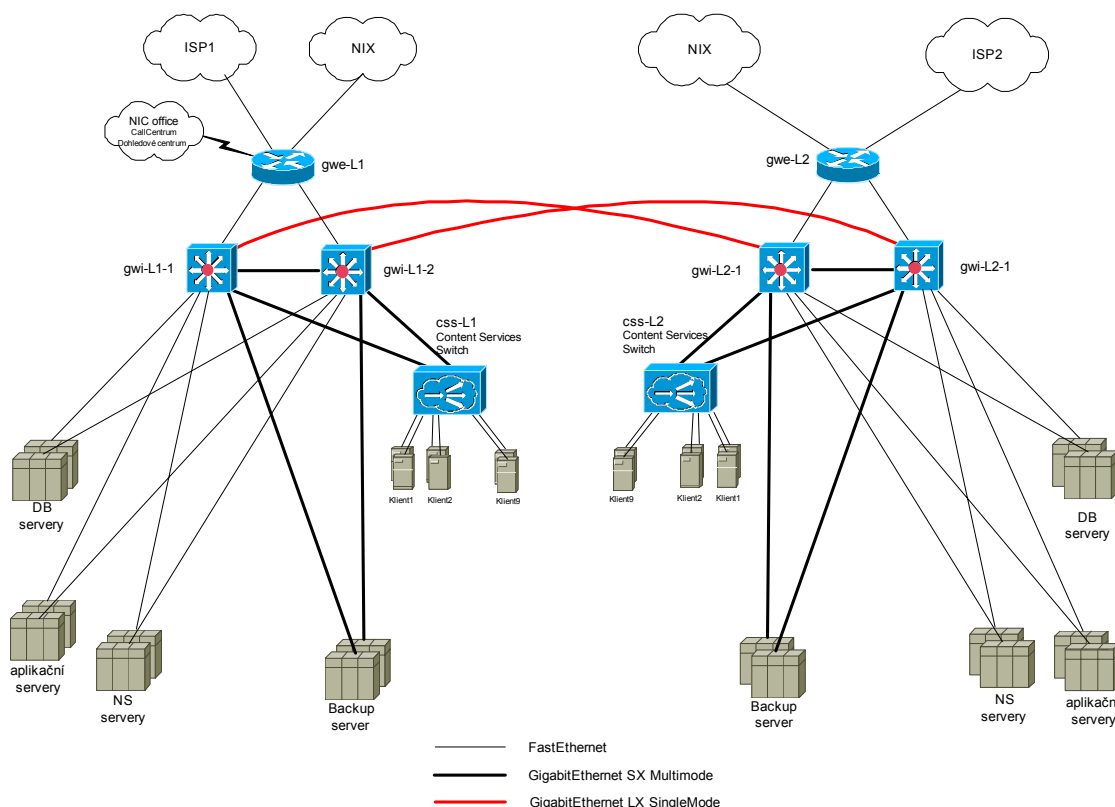 ISP1
NIX
NIX
ISP2
NIC office
CallCentrum
Dohledové centrum
gwe-L1
gwe-L2
gwi-L1-1
gwi-L1-2
gwi-L2-1
gwi-L2-1
css-L1
Content Services
Switch
css-L2
Content Services
Switch
Klient1
Klient2
Klient9
Klient9
Klient2
Klient1
DB
servery
DB
servery
aplikační
servery
NS
servery
Backup
server
Backup
server
NS
servery
aplikační
servery
FastEthernet
GigabitEthernet SX Multimode
GigabitEthernet LX SingleMode